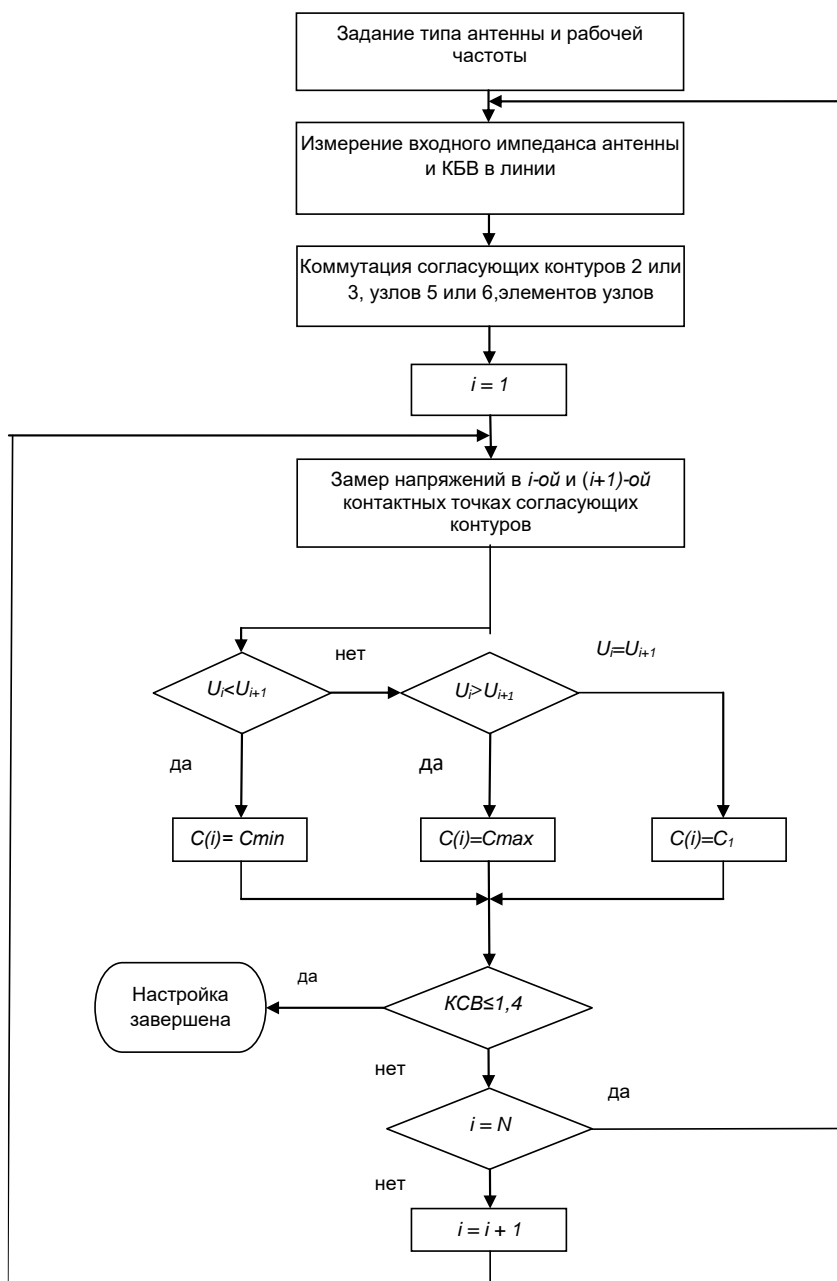 Задание типа антенны и рабочей
частоты
Измерение входного импеданса антенны
и КБВ в линии
Коммутация согласующих контуров 2 или
3, узлов 5 или 6,элементов узлов
i = 1
Замер напряжений в i-ой и (i+1)-ой
контактных точках согласующих
контуров
Ui<Ui+1
нет
Ui>Ui+1
Ui=Ui+1
да
да
C(i)= Cmin
C(i)=Cmax
C(i)=C1
Настройка
завершена
да
КСВ≤1,4
нет
i = N
да
нет
i = i + 1